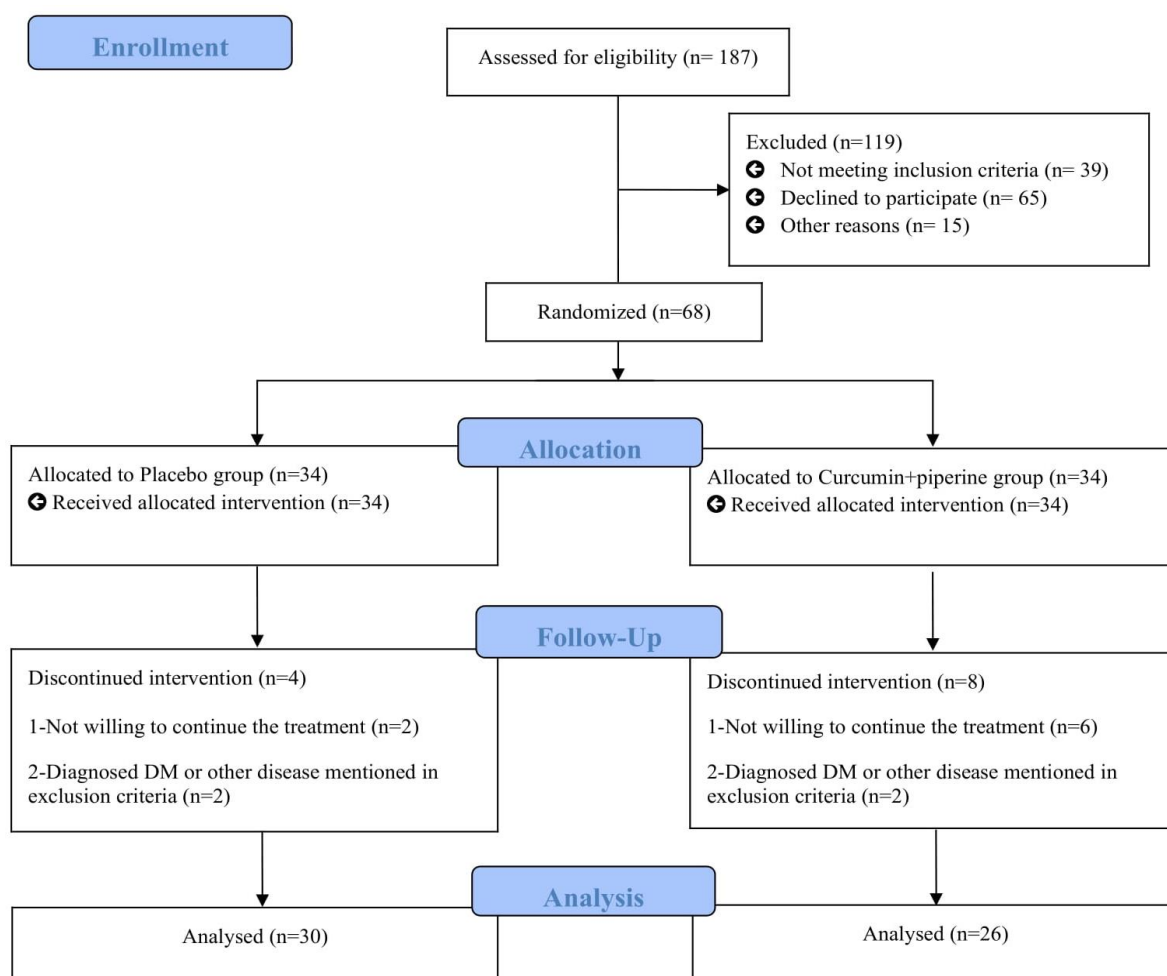 Enrollment
Assessed for eligibility (n= 187)
Excluded (n=119)
Not meeting inclusion criteria (n= 39)
Declined to participate (n= 65)
Other reasons (n= 15)
Randomized (n=68)
Allocation
Allocated to Placebo group (n=34)
Received allocated intervention (n=34)
Allocated to Curcumin+piperine group (n=34)
Received allocated intervention (n=34)
Follow-Up
Discontinued intervention (n=4)
1-Not willing to continue the treatment (n=2)
2-Diagnosed DM or other disease mentioned in
exclusion criteria (n=2)
Discontinued intervention (n=8)
1-Not willing to continue the treatment (n=6)
2-Diagnosed DM or other disease mentioned in
exclusion criteria (n=2)
Analysis
Analysed (n=30)
Analysed (n=26)